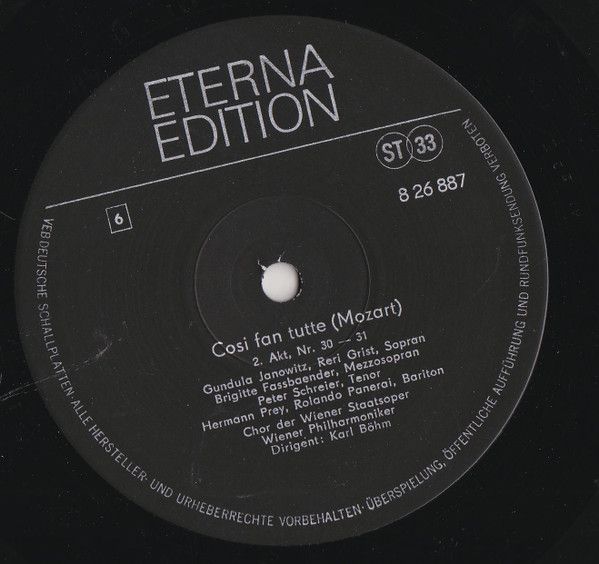 ETERNA
EDITION
ST 33
8 26 887
6
Cosi fan tutte (Mozart)
2. Akt, Nr. 30 — 31
Gundula Janowitz, Reri Grist, Sopran
Brigitte Fassbaender, Mezzosopran
Peter Schreier, Tenor
Hermann Prey, Rolando Panerai, Bariton
Chor der Wiener Staatsoper
Wiener Philharmoniker
Dirigent: Karl Böhm
VEB DEUTSCHE SCHALLPLATTEN · ALLE HERSTELLER- UND URHEBERRECHTE VORBEHALTEN · ÜBERSPIELUNG, ÖFFENTLICHE AUFFÜHRUNG UND RUNDFUNKSENDUNG VERBOTEN